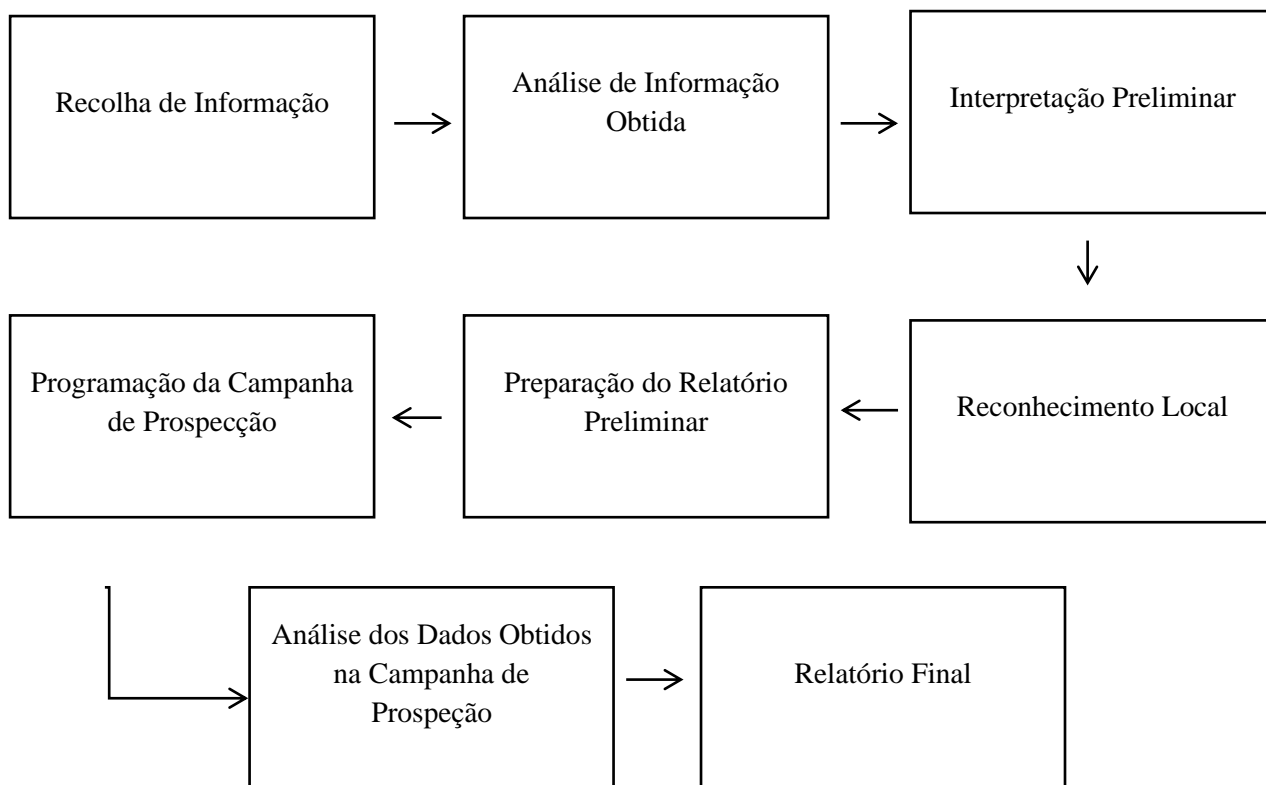 Recolha de Informação
Análise de Informação
Obtida
Interpretação Preliminar
Reconhecimento Local
Preparação do Relatório
Preliminar
Programação da Campanha
de Prospecção
Análise dos Dados Obtidos
na Campanha de
Prospeção
Relatório Final